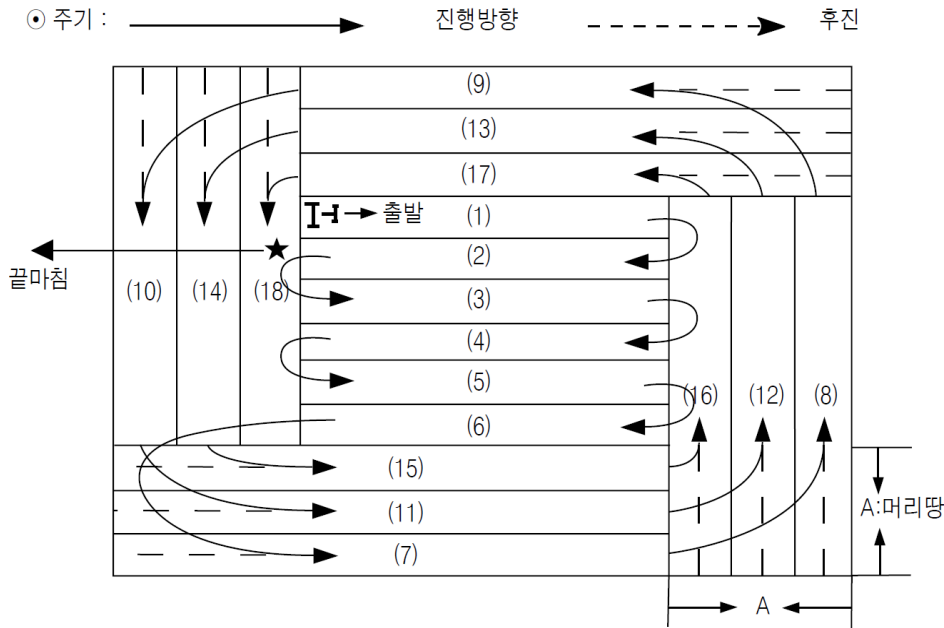 ⊙ 주기 : 진행방향 후진
(9)
(13)
(17)
출발 (1)
(2)
끝마침 (10) (14) (18) (3)
(4)
(5)
(16) (12) (8)
(6)
(15)
(11)
A:머리땅
(7)
A